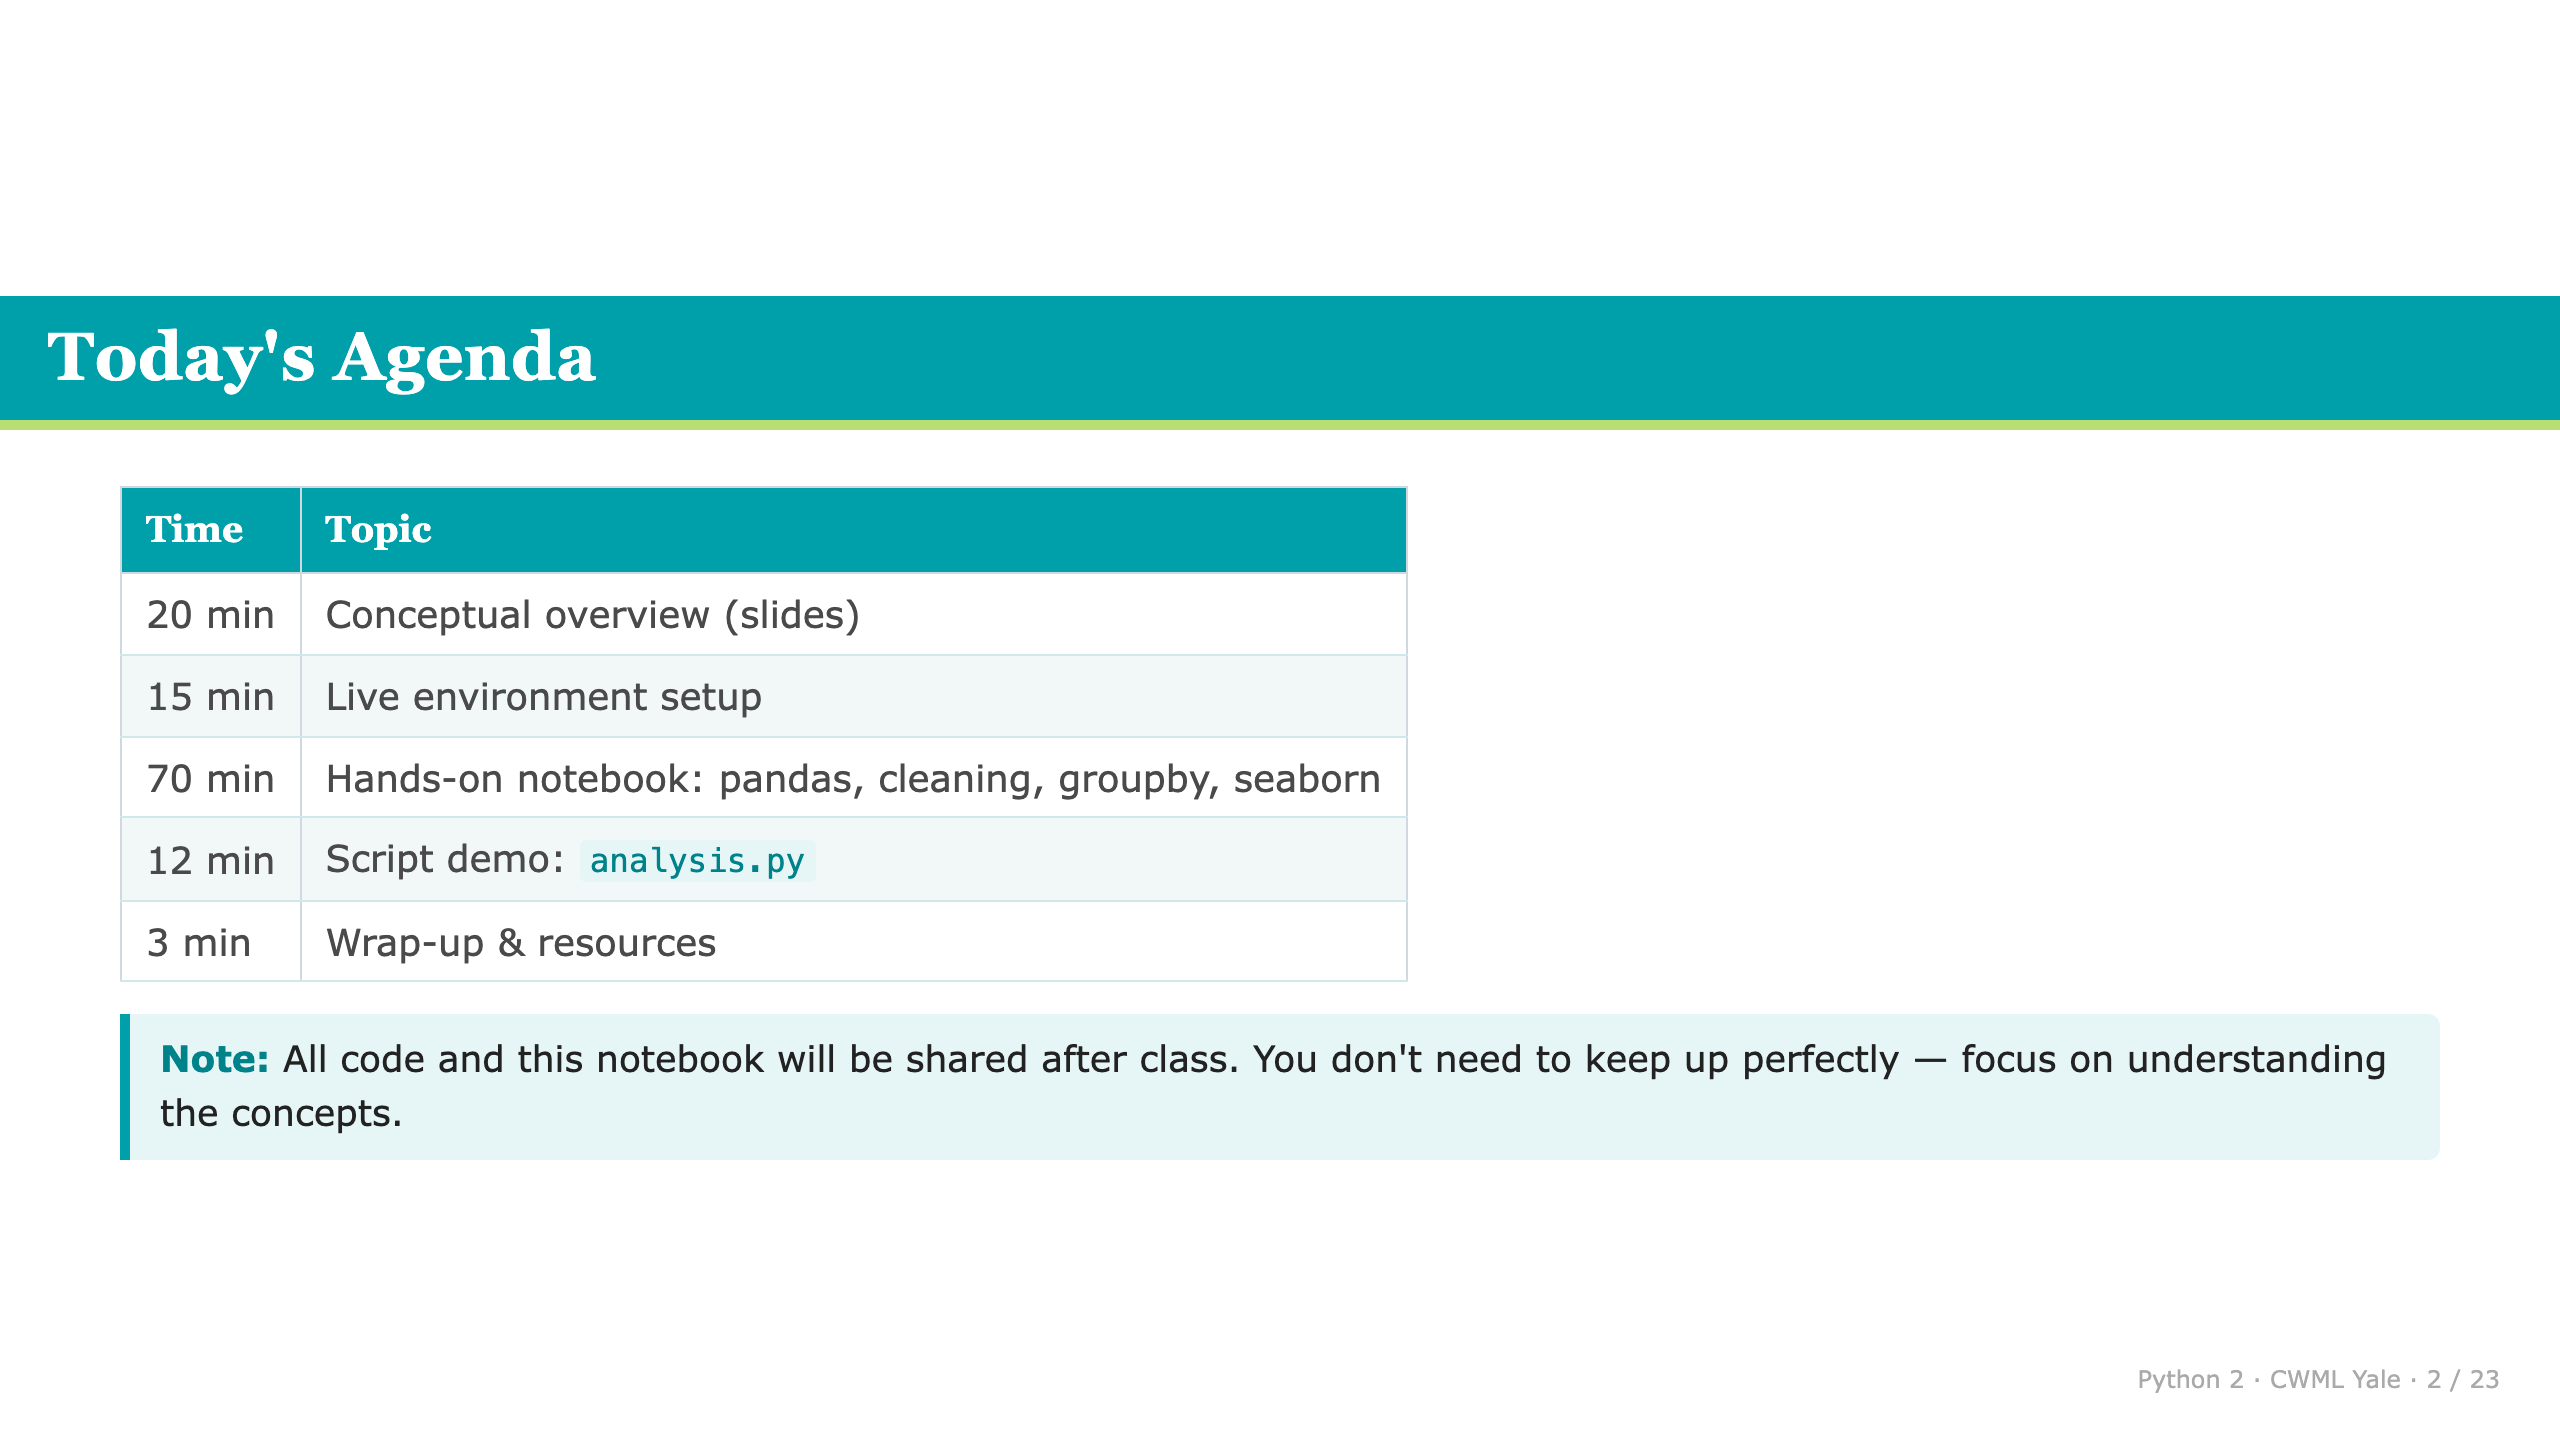 Today's Agenda
Time Topic
20 min Conceptual overview (slides)
15 min Live environment setup
70 min Hands-on notebook: pandas, cleaning, groupby, seaborn
12 min Script demo: analysis.py
3 min Wrap-up & resources
Note: All code and this notebook will be shared after class. You don't need to keep up perfectly — focus on understanding
the concepts.
Python 2 · CWML Yale · 2 / 23